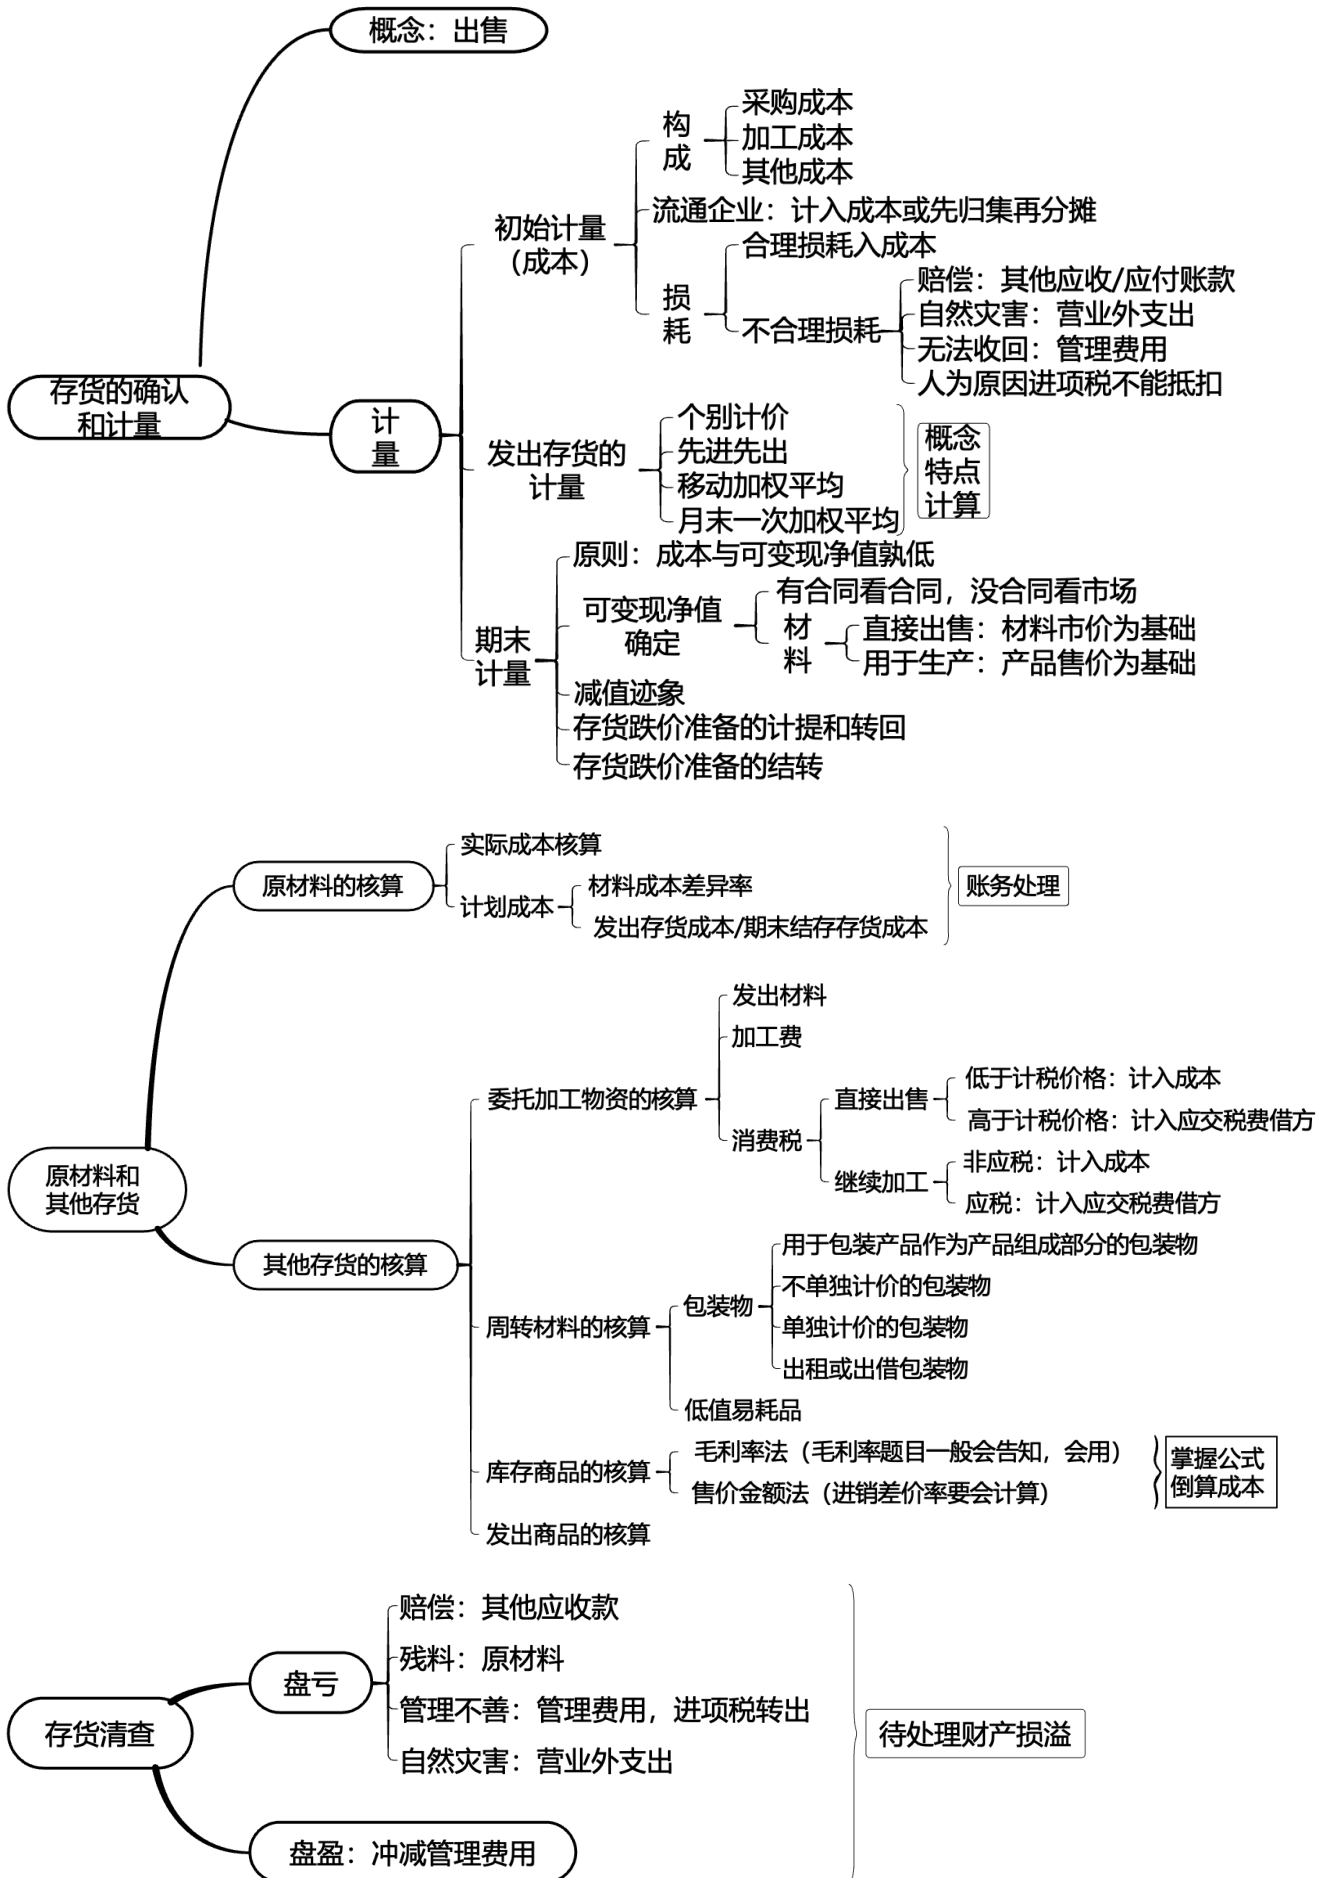 概念：出售
采购成本
构
成
加工成本
其他成本
流通企业：计入成本或先归集再分摊
初始计量
（成本）
合理损耗入成本
损
耗
不合理损耗
赔偿：其他应收/应付账款
自然灾害：营业外支出
无法收回：管理费用
人为原因进项税不能抵扣
存货的确认
和计量
计
量
发出存货的
计量
个别计价
先进先出
移动加权平均
月末一次加权平均
概念
特点
计算
原则：成本与可变现净值孰低
可变现净值
确定
有合同看合同，没合同看市场
材
料
直接出售：材料市价为基础
用于生产：产品售价为基础
期末
计量
减值迹象
存货跌价准备的计提和转回
存货跌价准备的结转
实际成本核算
原材料的核算
计划成本
材料成本差异率
发出存货成本/期末结存存货成本
账务处理
发出材料
加工费
委托加工物资的核算
消费税
直接出售
低于计税价格：计入成本
高于计税价格：计入应交税费借方
继续加工
非应税：计入成本
应税：计入应交税费借方
原材料和
其他存货
其他存货的核算
用于包装产品作为产品组成部分的包装物
包装物
不单独计价的包装物
单独计价的包装物
出租或出借包装物
周转材料的核算
低值易耗品
库存商品的核算
毛利率法（毛利率题目一般会告知，会用）
售价金额法（进销差价率要会计算）
掌握公式
倒算成本
发出商品的核算
赔偿：其他应收款
残料：原材料
盘亏
管理不善：管理费用，进项税转出
自然灾害：营业外支出
存货清查
待处理财产损溢
盘盈：冲减管理费用